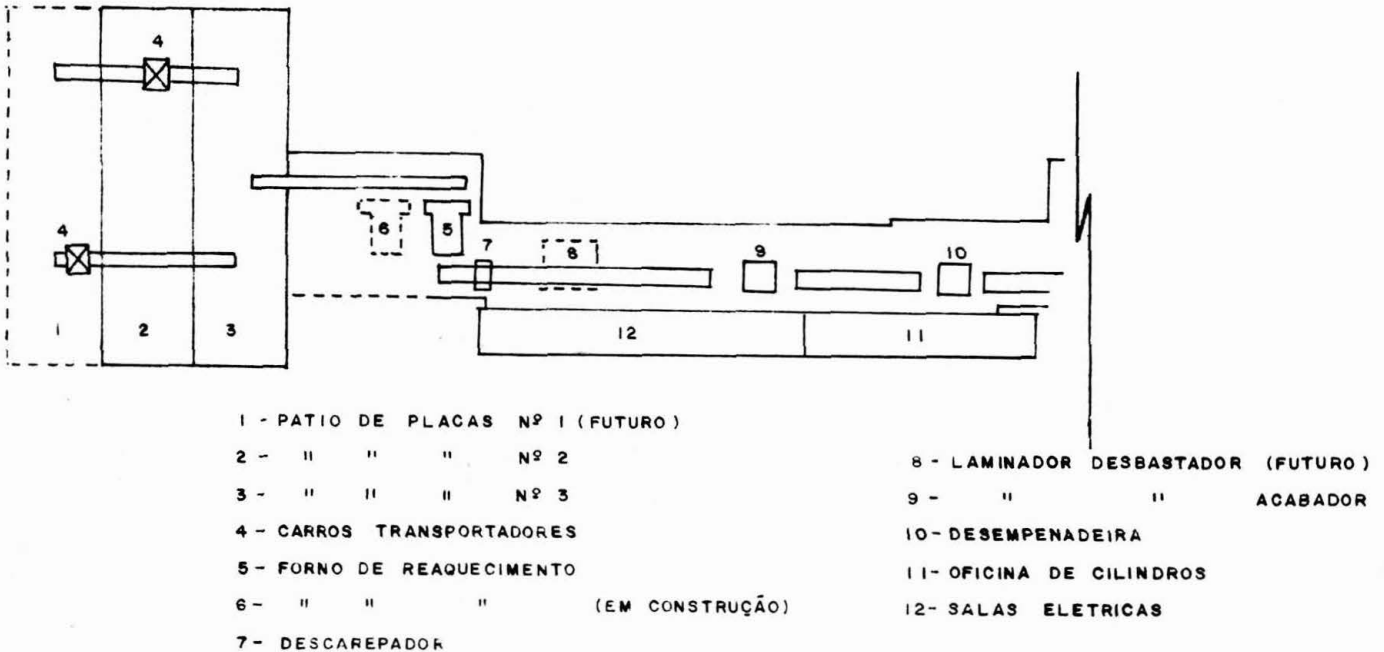 4
4
6
5
7
8
9
10
1
2
3
12
11
1 - PATIO DE PLACAS Nº 1 (FUTURO)
2 - " " " Nº 2
3 - " " " Nº 3
4 - CARROS TRANSPORTADORES
5 - FORNO DE REAQUECIMENTO
6 - " " " (EM CONSTRUÇÃO)
7 - DESCAREPADOR
8 - LAMINADOR DESBASTADOR (FUTURO)
9 - " " ACABADOR
10 - DESEMPENADEIRA
11 - OFICINA DE CILINDROS
12 - SALAS ELETRICAS